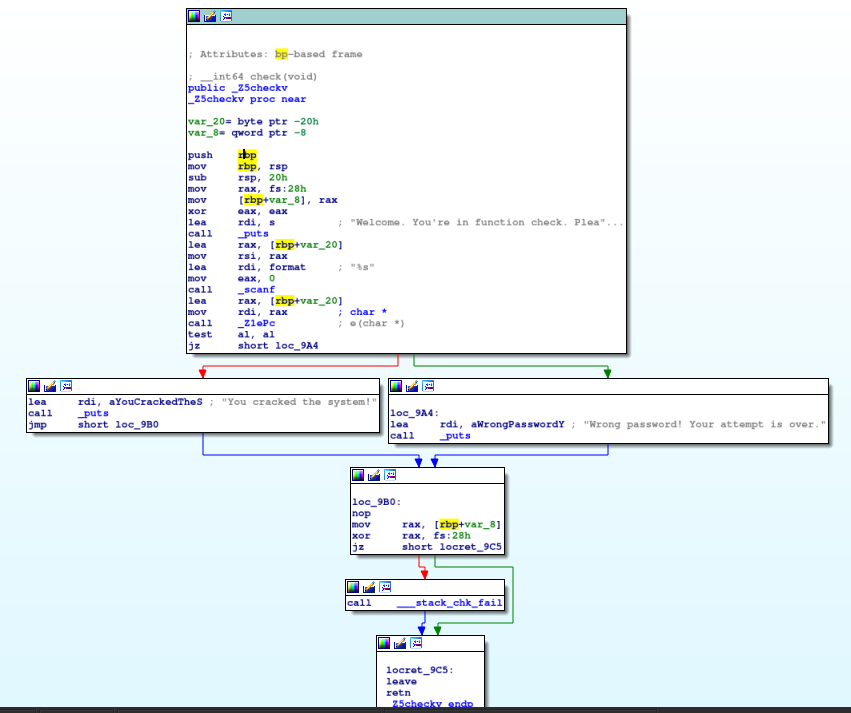 ; Attributes: bp-based frame
; __int64 check(void)
public _Z5checkv
_Z5checkv proc near
var_20= byte ptr -20h
var_8= qword ptr -8
push rbp
mov rbp, rsp
sub rsp, 20h
mov rax, fs:28h
mov [rbp+var_8], rax
xor eax, eax
lea rdi, s ; "Welcome. You're in function check. Plea"...
call _puts
lea rax, [rbp+var_20]
mov rsi, rax
lea rdi, format ; "%s"
mov eax, 0
call _scanf
lea rax, [rbp+var_20]
mov rdi, rax ; char *
call _Z1ePc ; e(char *)
test al, al
jz short loc_9A4
lea rdi, aYouCrackedTheS ; "You cracked the system!"
call _puts
jmp short loc_9B0
loc_9A4:
lea rdi, aWrongPasswordY ; "Wrong password! Your attempt is over."
call _puts
loc_9B0:
nop
mov rax, [rbp+var_8]
xor rax, fs:28h
jz short locret_9C5
call ___stack_chk_fail
locret_9C5:
leave
retn
_Z5checkv endp